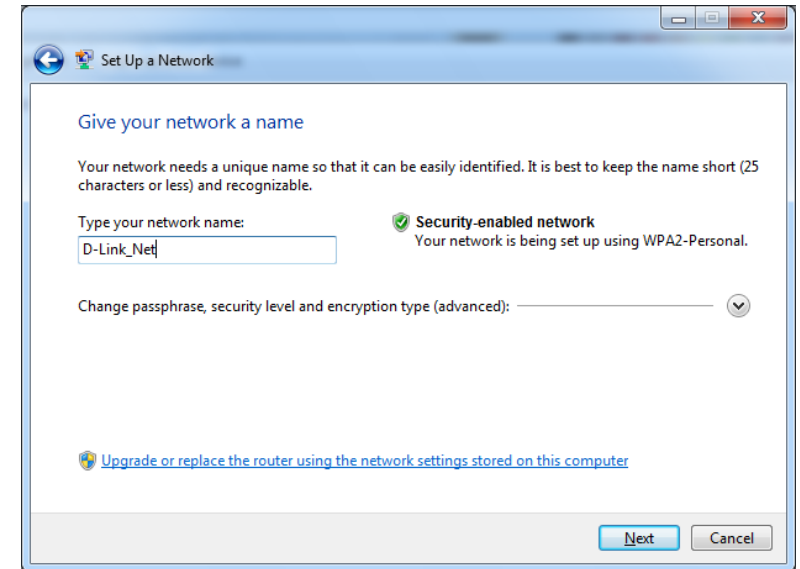 Set Up a Network
Give your network a name
Your network needs a unique name so that it can be easily identified. It is best to keep the name short (25
characters or less) and recognizable.
Type your network name:
Security-enabled network
D-Link_Net
Your network is being set up using WPA2-Personal.
Change passphrase, security level and encryption type (advanced):
Upgrade or replace the router using the network settings stored on this computer
Next
Cancel